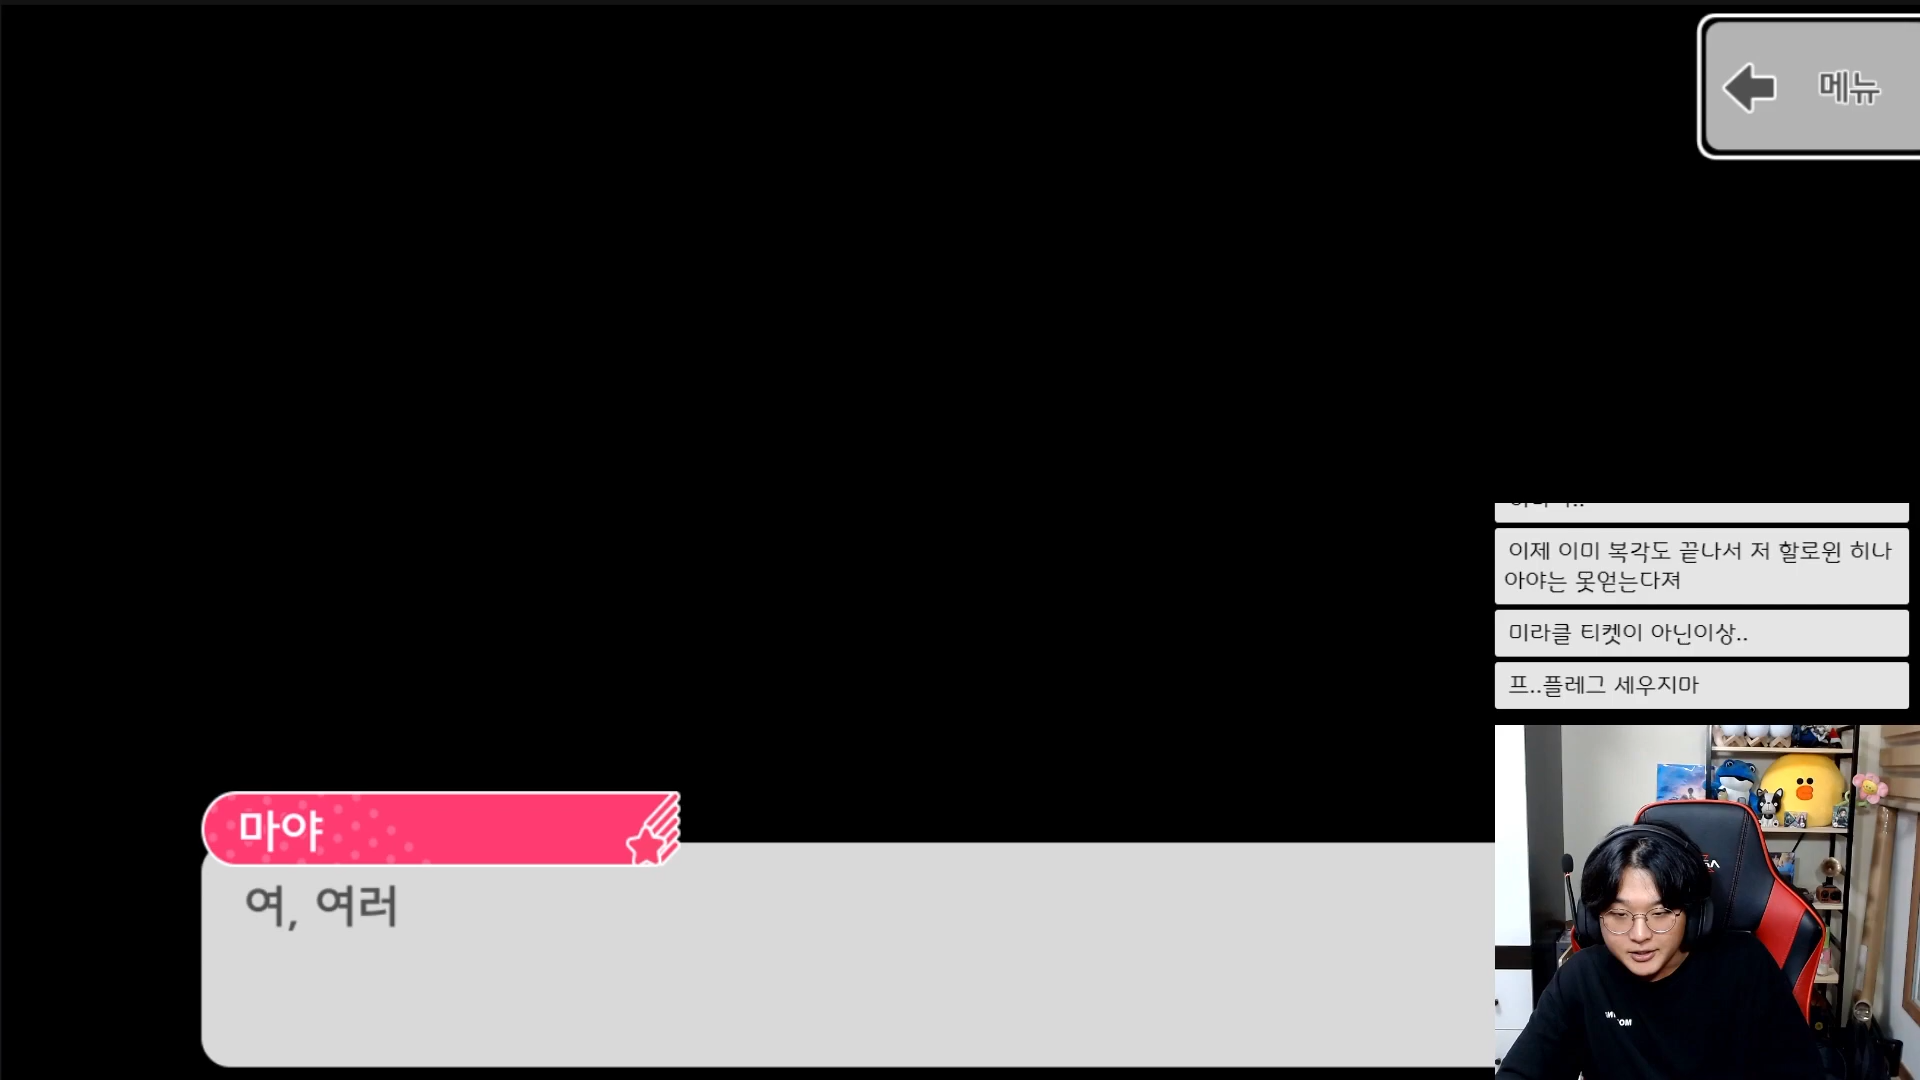 메뉴
이제 이미 복각도 끝나서 저 할로윈 히나
아야는 못얻는다져
미라클 티켓이 아닌이상..
프..플레그 세우지마
마야
여, 여러